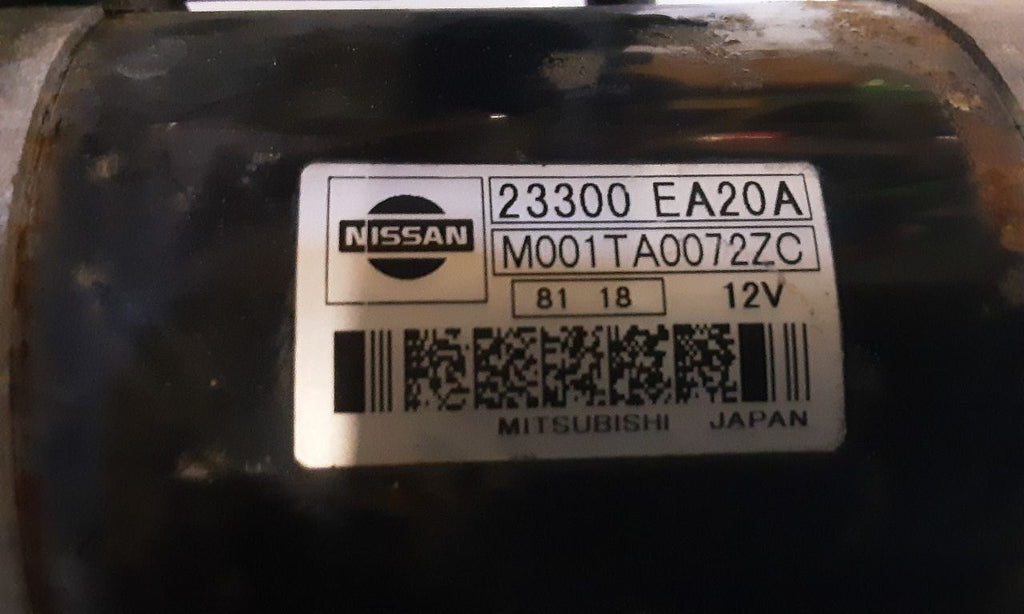 NISSAN
23300 EA20A
M001TA0072ZC
81 18
12V
MITSUBISHI JAPAN